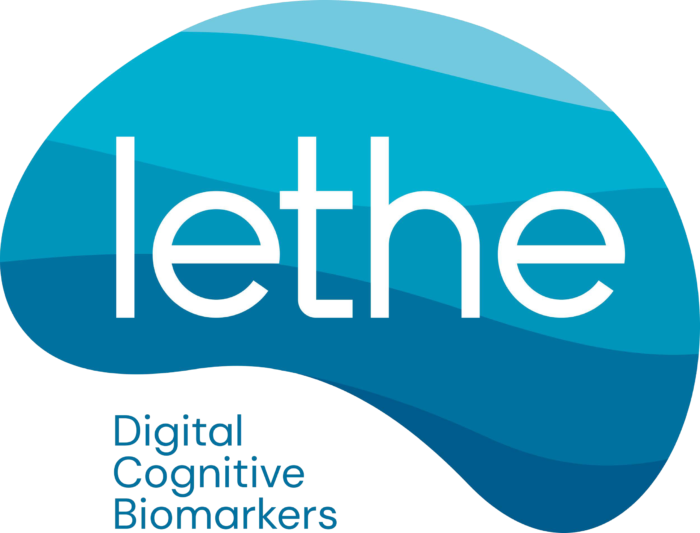 lethe
Digital
Cognitive
Biomarkers